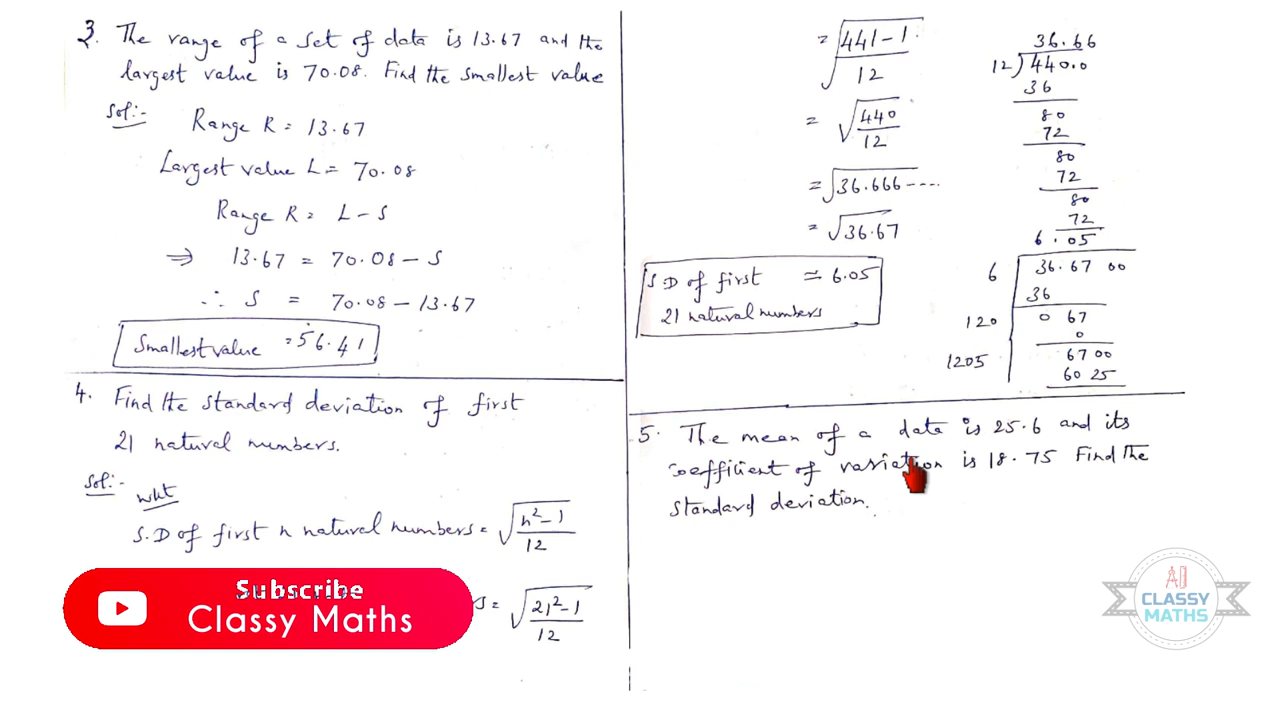 3. The range of a set of data is 13.67 and the
largest value is 70.08. Find the smallest value
Sol:-
Range R = 13.67
Largest value L = 70.08
Range R = L - S
⇒ 13.67 = 70.08 - S
∴ S = 70.08 - 13.67
Smallest value = 56.41
4. Find the standard deviation of first
21 natural numbers.
Sol:-
wkt
S.D of first n natural numbers = √(n²-1/12)
Subscribe
Classy Maths
s = √(21²-1/12)
= √(441-1/12)
= √(440/12)
= √36.666----
= √36.67
S.D of first ≃ 6.05
21 natural numbers
36.66
12)440.0
36
80
72
80
72
80
72
6.05
6 36.67 00
36
120 0 67
0
1205 67 00
60 25
5. The mean of a data is 25.6 and its
coefficient of variation is 18.75 Find the
standard deviation.
CLASSY
MATHS